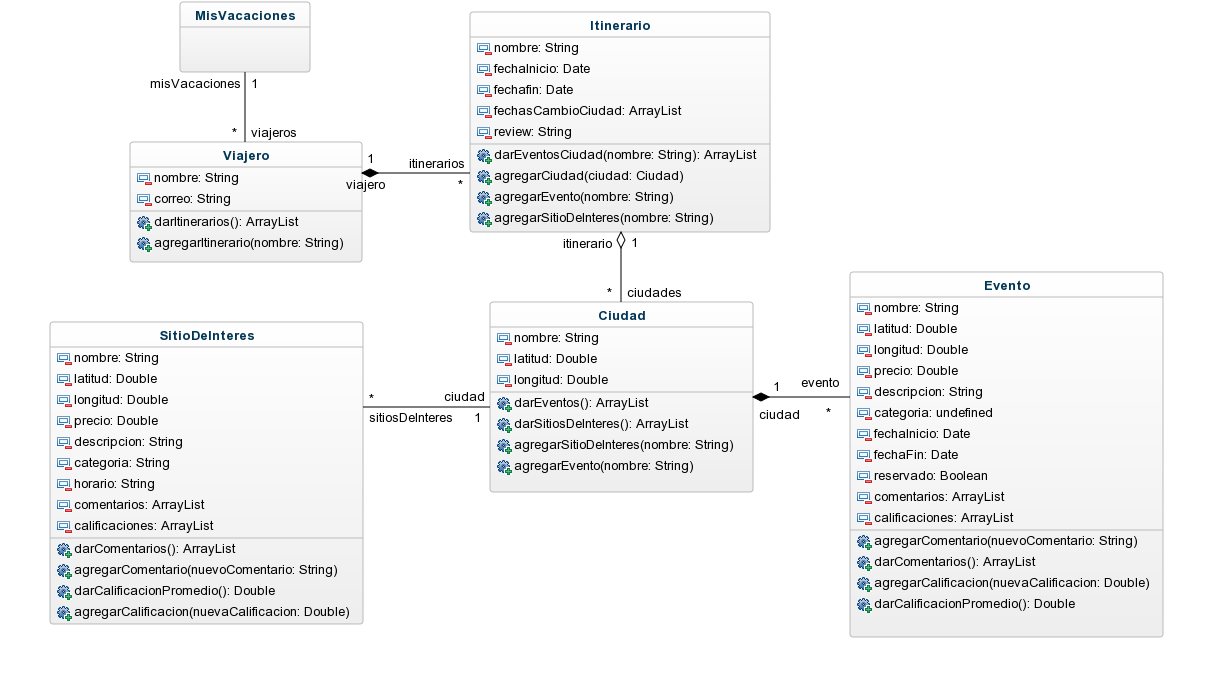 MisVacaciones
misVacaciones 1
* viajeros
Viajero
nombre: String
correo: String
darItinerarios(): ArrayList
agregarItinerario(nombre: String)
1 itinerarios
viajero *
Itinerario
nombre: String
fechaInicio: Date
fechafin: Date
fechasCambioCiudad: ArrayList
review: String
darEventosCiudad(nombre: String): ArrayList
agregarCiudad(ciudad: Ciudad)
agregarEvento(nombre: String)
agregarSitioDeInteres(nombre: String)
itinerario 1
* ciudades
Ciudad
nombre: String
latitud: Double
longitud: Double
darEventos(): ArrayList
darSitiosDeInteres(): ArrayList
agregarSitioDeInteres(nombre: String)
agregarEvento(nombre: String)
* ciudad
sitiosDeInteres 1
SitioDeInteres
nombre: String
latitud: Double
longitud: Double
precio: Double
descripcion: String
categoria: String
horario: String
comentarios: ArrayList
calificaciones: ArrayList
darComentarios(): ArrayList
agregarComentario(nuevoComentario: String)
darCalificacionPromedio(): Double
agregarCalificacion(nuevaCalificacion: Double)
1 evento
ciudad *
Evento
nombre: String
latitud: Double
longitud: Double
precio: Double
descripcion: String
categoria: undefined
fechaInicio: Date
fechaFin: Date
reservado: Boolean
comentarios: ArrayList
calificaciones: ArrayList
agregarComentario(nuevoComentario: String)
darComentarios(): ArrayList
agregarCalificacion(nuevaCalificacion: Double)
darCalificacionPromedio(): Double